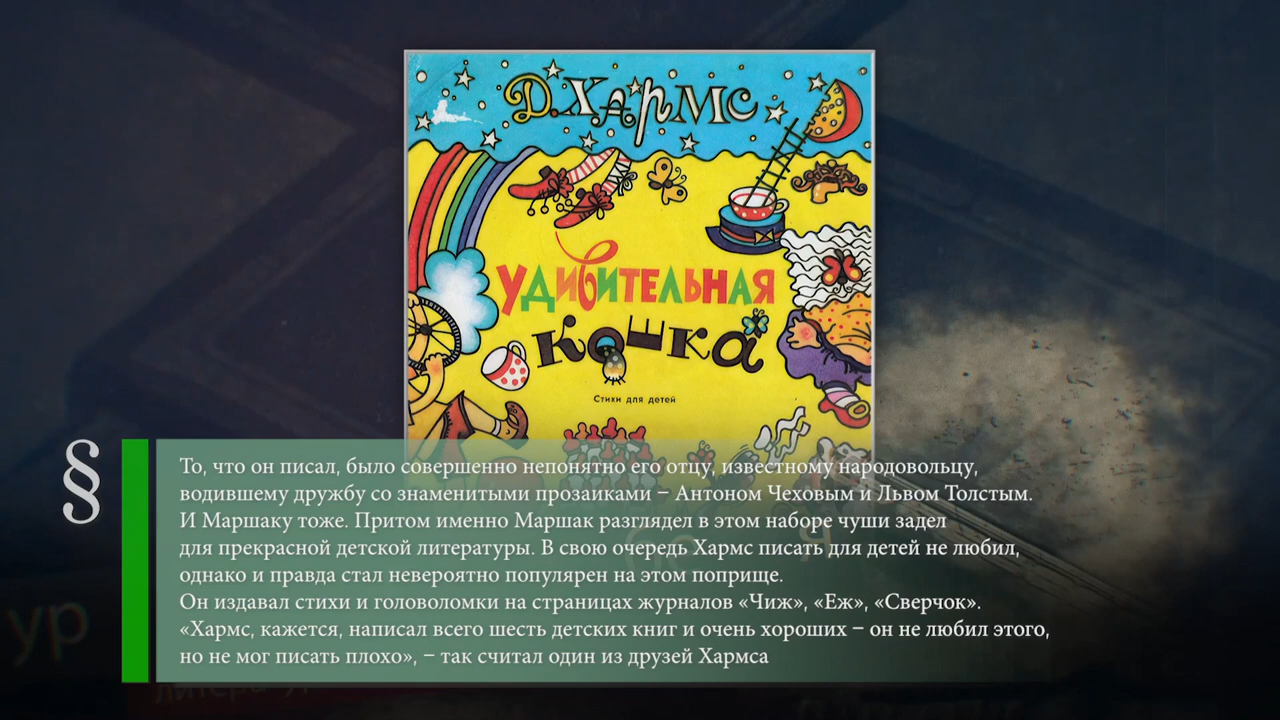 Д. Хармс
удивительная
кошка
Стихи для детей
§
То, что он писал, было совершенно непонятно его отцу, известному народовольцу,
водившему дружбу со знаменитыми прозаиками – Антоном Чеховым и Львом Толстым.
И Маршаку тоже. Притом именно Маршак разглядел в этом наборе чуши задел
для прекрасной детской литературы. В свою очередь Хармс писать для детей не любил,
однако и правда стал невероятно популярен на этом поприще.
Он издавал стихи и головоломки на страницах журналов «Чиж», «Еж», «Сверчок».
«Хармс, кажется, написал всего шесть детских книг и очень хороших – он не любил этого,
но не мог писать плохо», – так считал один из друзей Хармса
ур